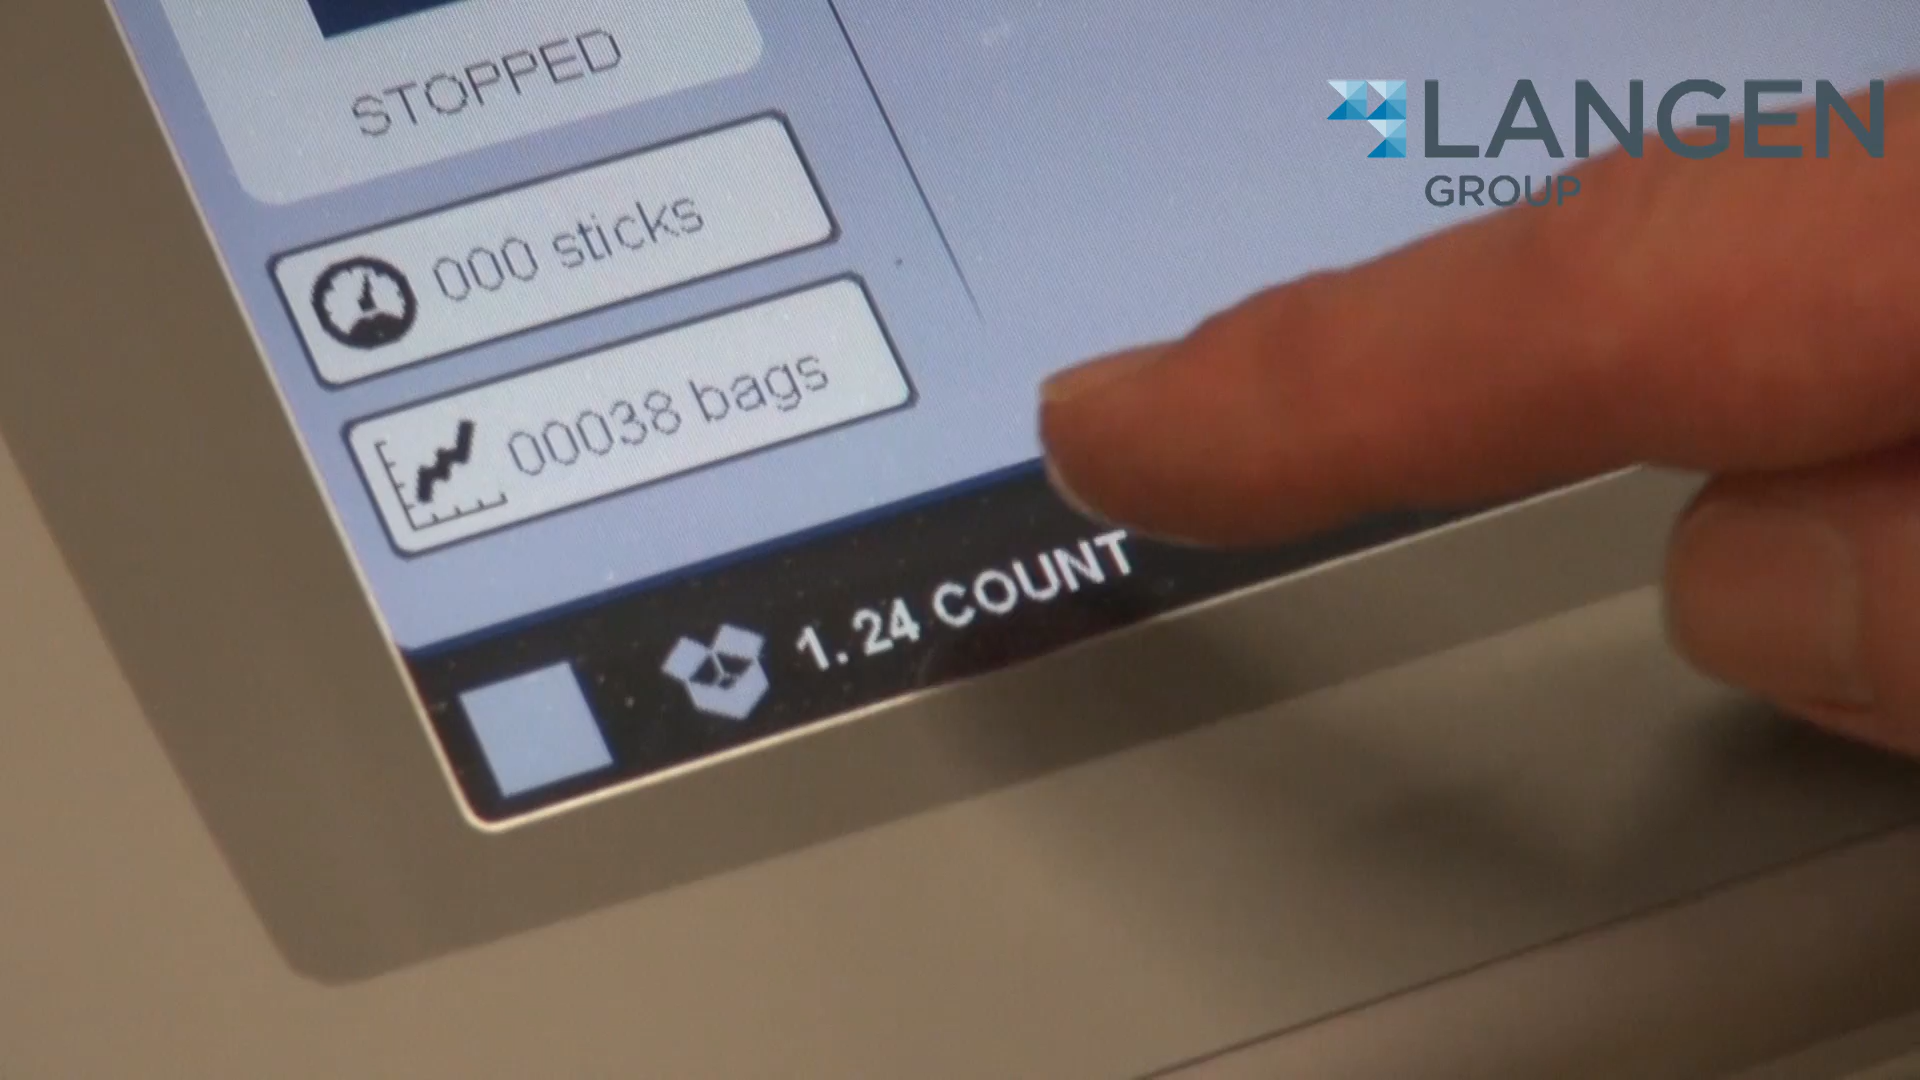 STOPPED
000 sticks
00038 bags
1. 24 COUNT
LANGEN
GROUP